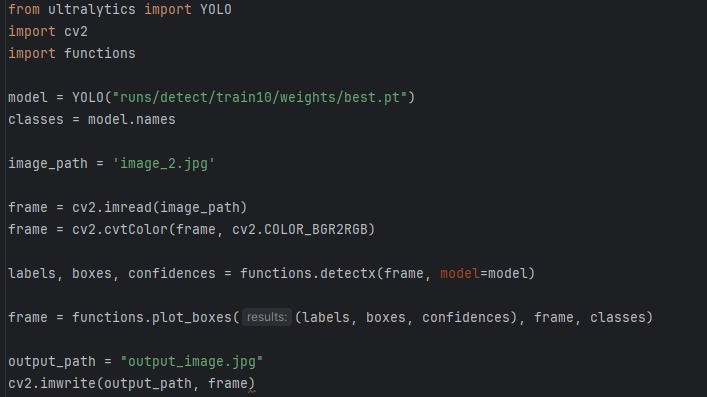 from ultralytics import YOLO
import cv2
import functions
model = YOLO("runs/detect/train10/weights/best.pt")
classes = model.names
image_path = 'image_2.jpg'
frame = cv2.imread(image_path)
frame = cv2.cvtColor(frame, cv2.COLOR_BGR2RGB)
labels, boxes, confidences = functions.detectx(frame, model=model)
frame = functions.plot_boxes( results: (labels, boxes, confidences), frame, classes)
output_path = "output_image.jpg"
cv2.imwrite(output_path, frame)